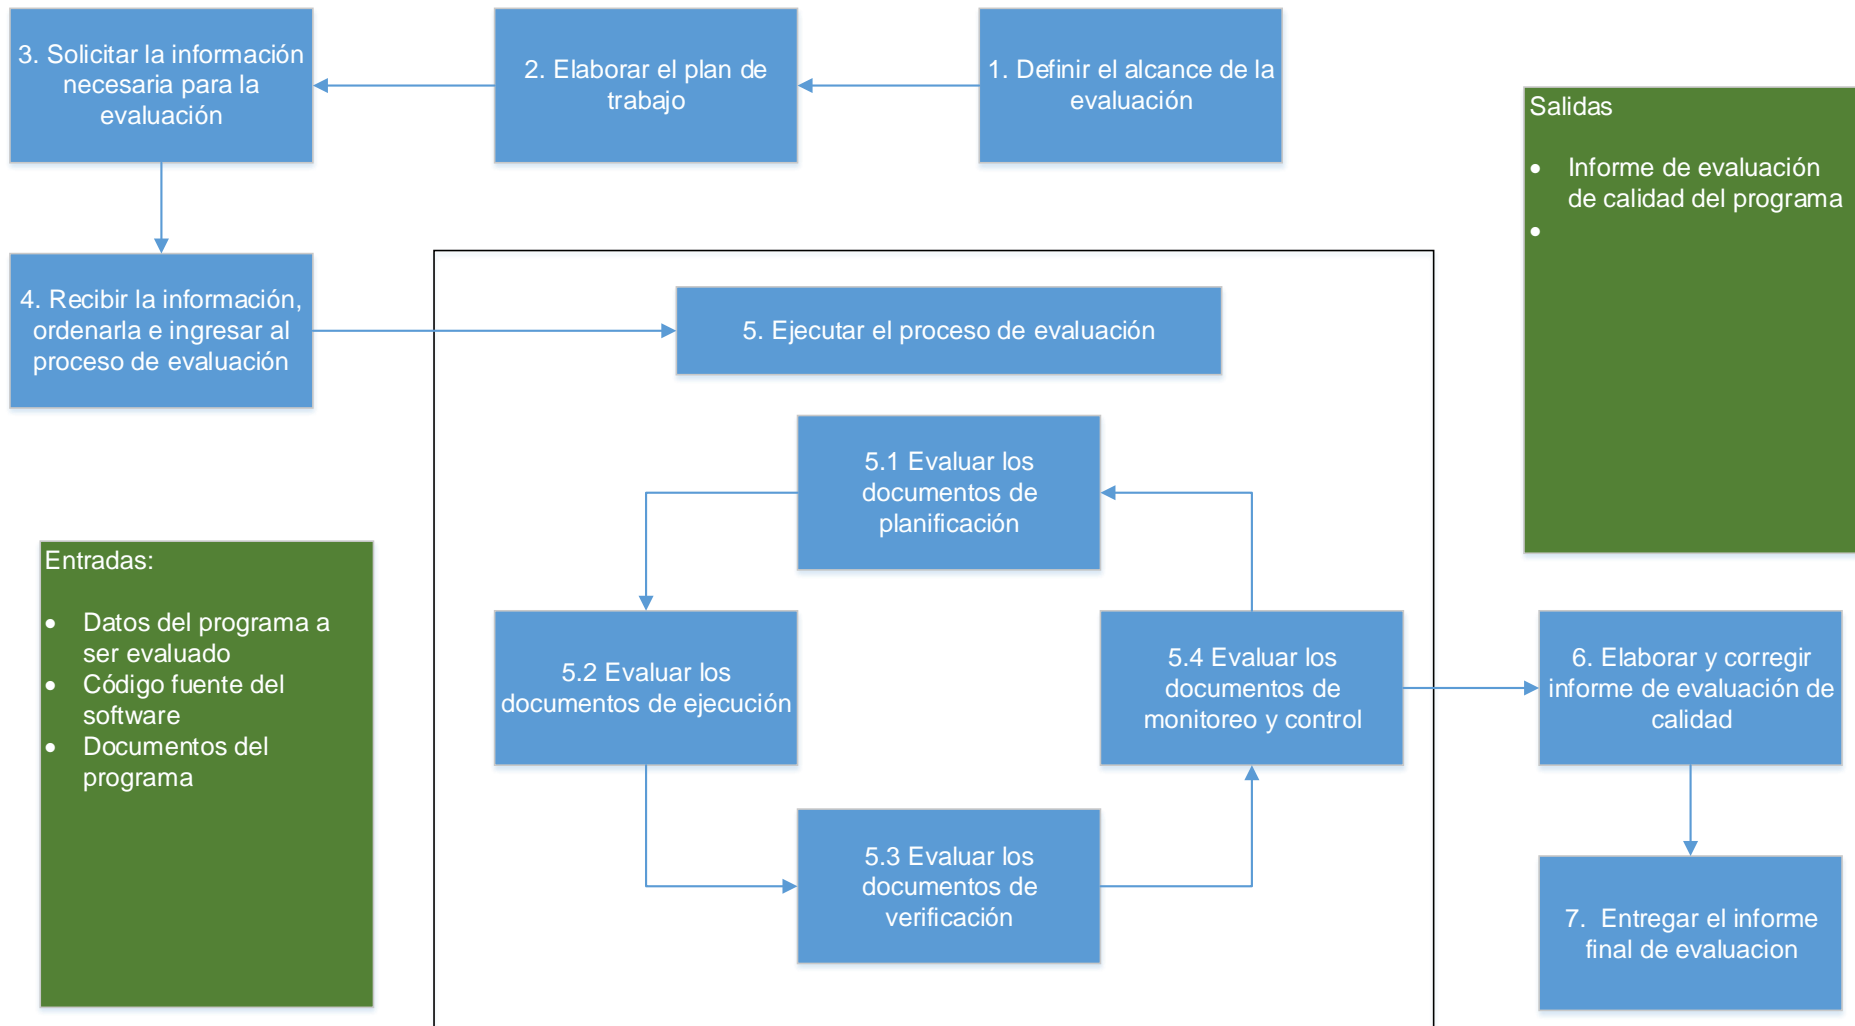 3. Solicitar la información
necesaria para la
evaluación
2. Elaborar el plan de
trabajo
1. Definir el alcance de la
evaluación
Salidas
• Informe de evaluación
de calidad del programa
•
4. Recibir la información,
ordenarla e ingresar al
proceso de evaluación
5. Ejecutar el proceso de evaluación
5.1 Evaluar los
documentos de
planificación
Entradas:
• Datos del programa a
ser evaluado
• Código fuente del
software
• Documentos del
programa
5.2 Evaluar los
documentos de ejecución
5.4 Evaluar los
documentos de
monitoreo y control
6. Elaborar y corregir
informe de evaluación de
calidad
5.3 Evaluar los
documentos de
verificación
7.  Entregar el informe
final de evaluacion